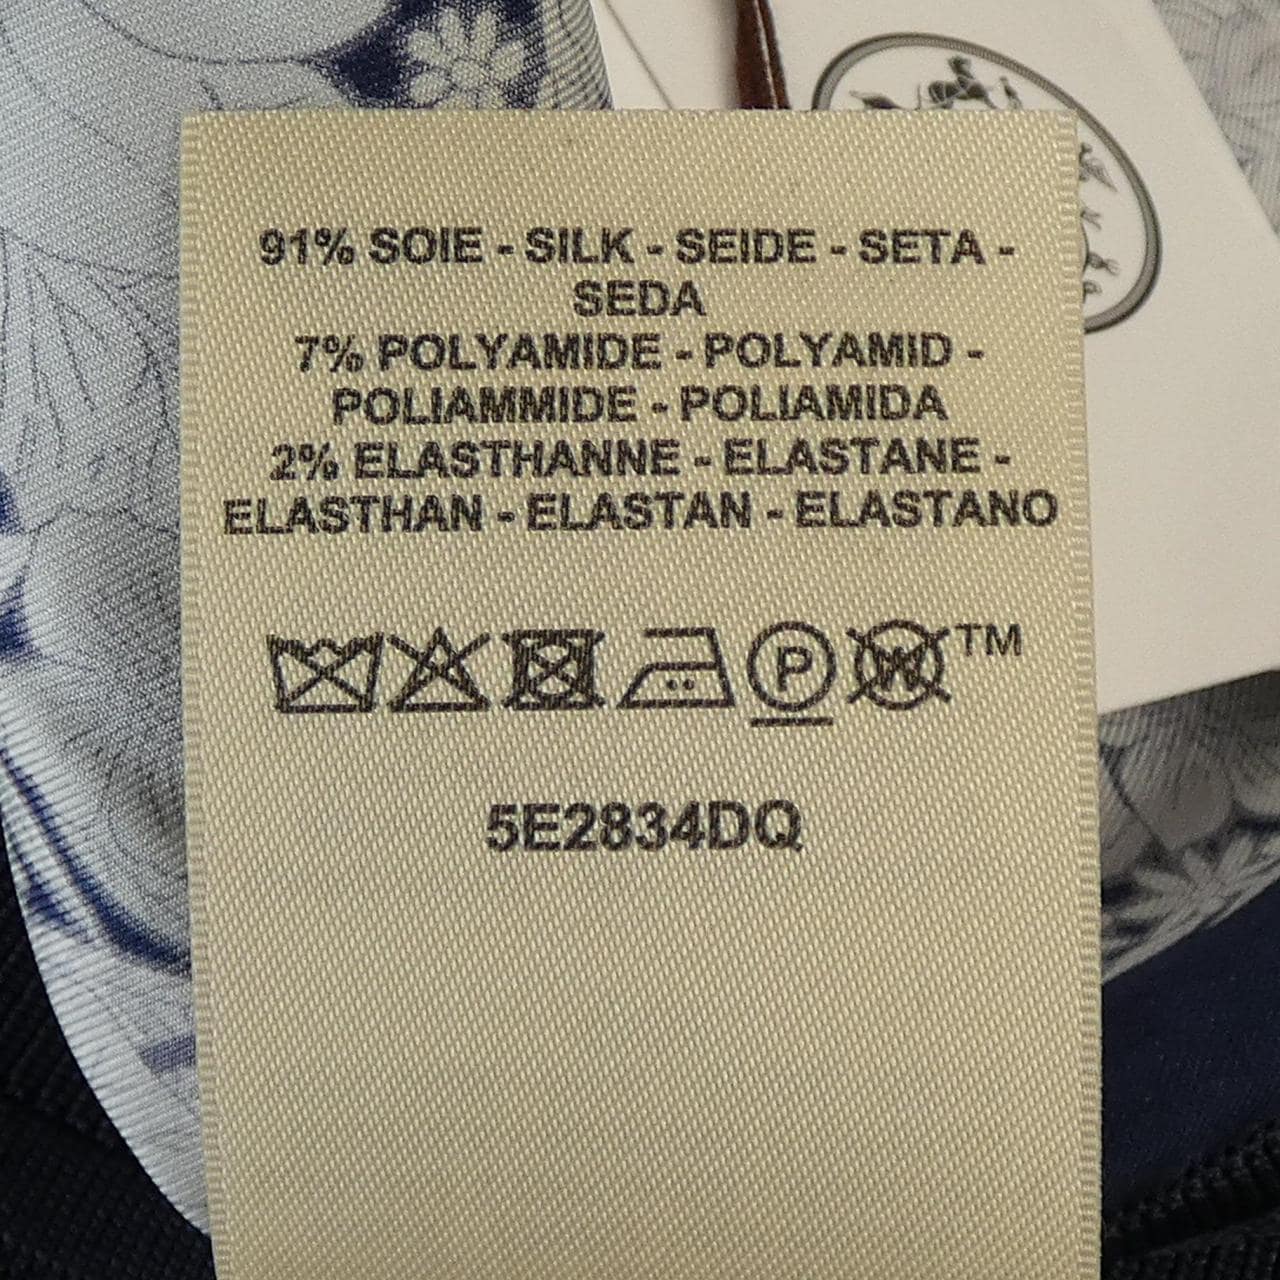 91% SOIE - SILK - SEIDE - SETA -
SEDA
7% POLYAMIDE - POLYAMID -
POLIAMMIDE - POLIAMIDA
2% ELASTHANNE - ELASTANE -
ELASTHAN - ELASTAN - ELASTANO
P W TM
5E2834DQ